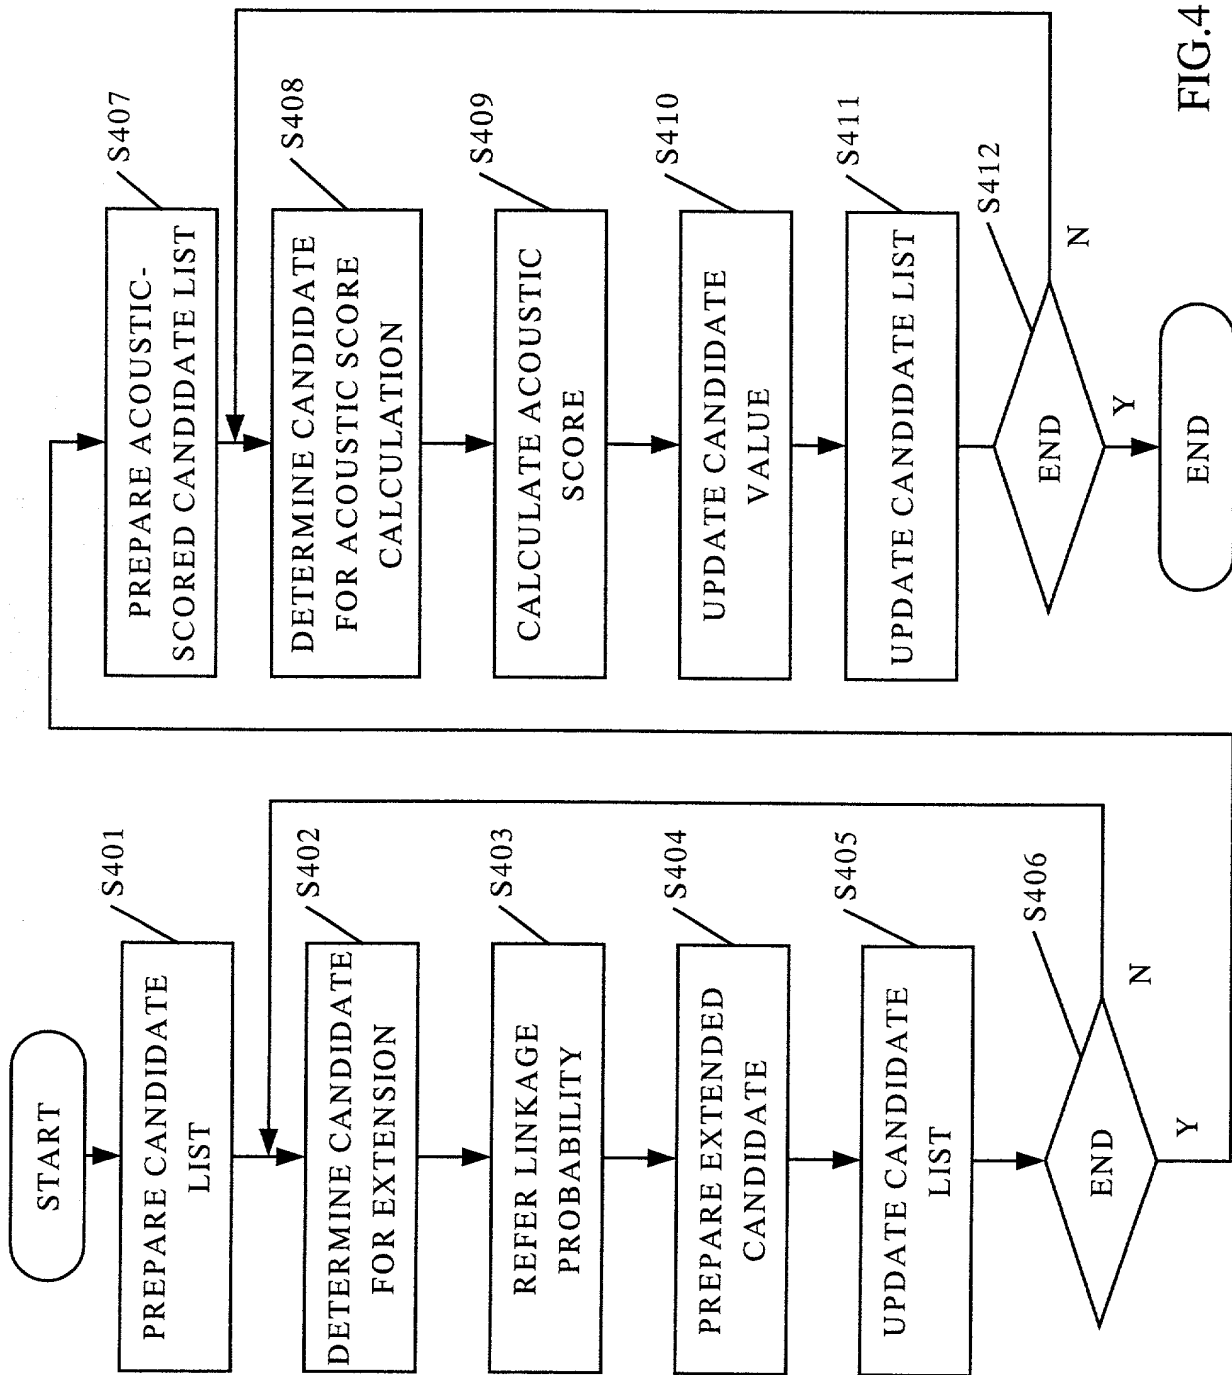 START
PREPARE CANDIDATE
LIST
S401
DETERMINE CANDIDATE
FOR EXTENSION
S402
REFER LINKAGE
PROBABILITY
S403
PREPARE EXTENDED
CANDIDATE
S404
UPDATE CANDIDATE
LIST
S405
END
S406
N
Y
PREPARE ACOUSTIC-
SCORED CANDIDATE LIST
S407
DETERMINE CANDIDATE
FOR ACOUSTIC SCORE
CALCULATION
S408
CALCULATE ACOUSTIC
SCORE
S409
UPDATE CANDIDATE
VALUE
S410
UPDATE CANDIDATE LIST
S411
END
S412
N
Y
END
FIG.4